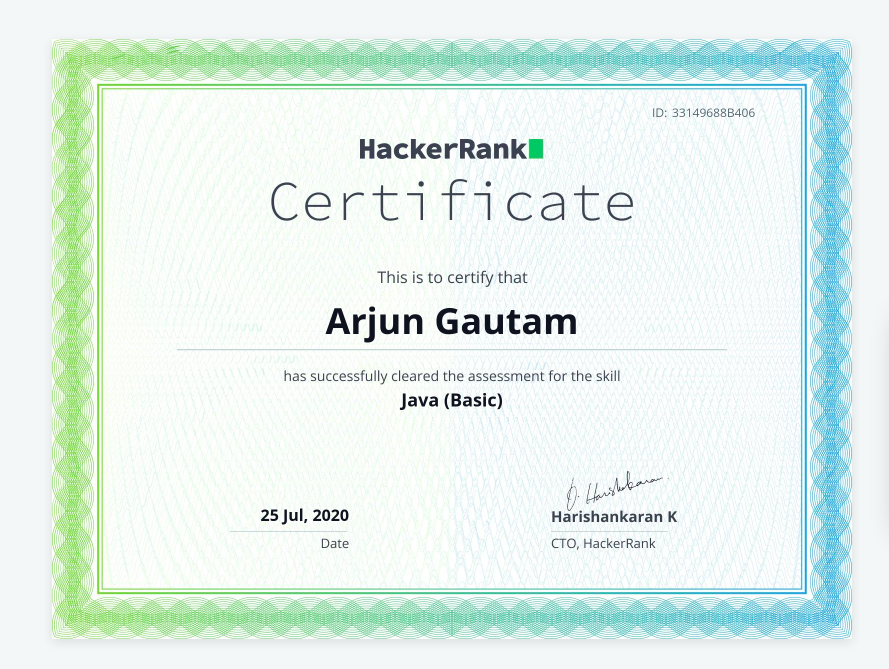 ID: 33149688B406
HackerRank
Certificate
This is to certify that
Arjun Gautam
has successfully cleared the assessment for the skill
Java (Basic)
25 Jul, 2020
Date
H. Harishankaran
Harishankaran K
CTO, HackerRank